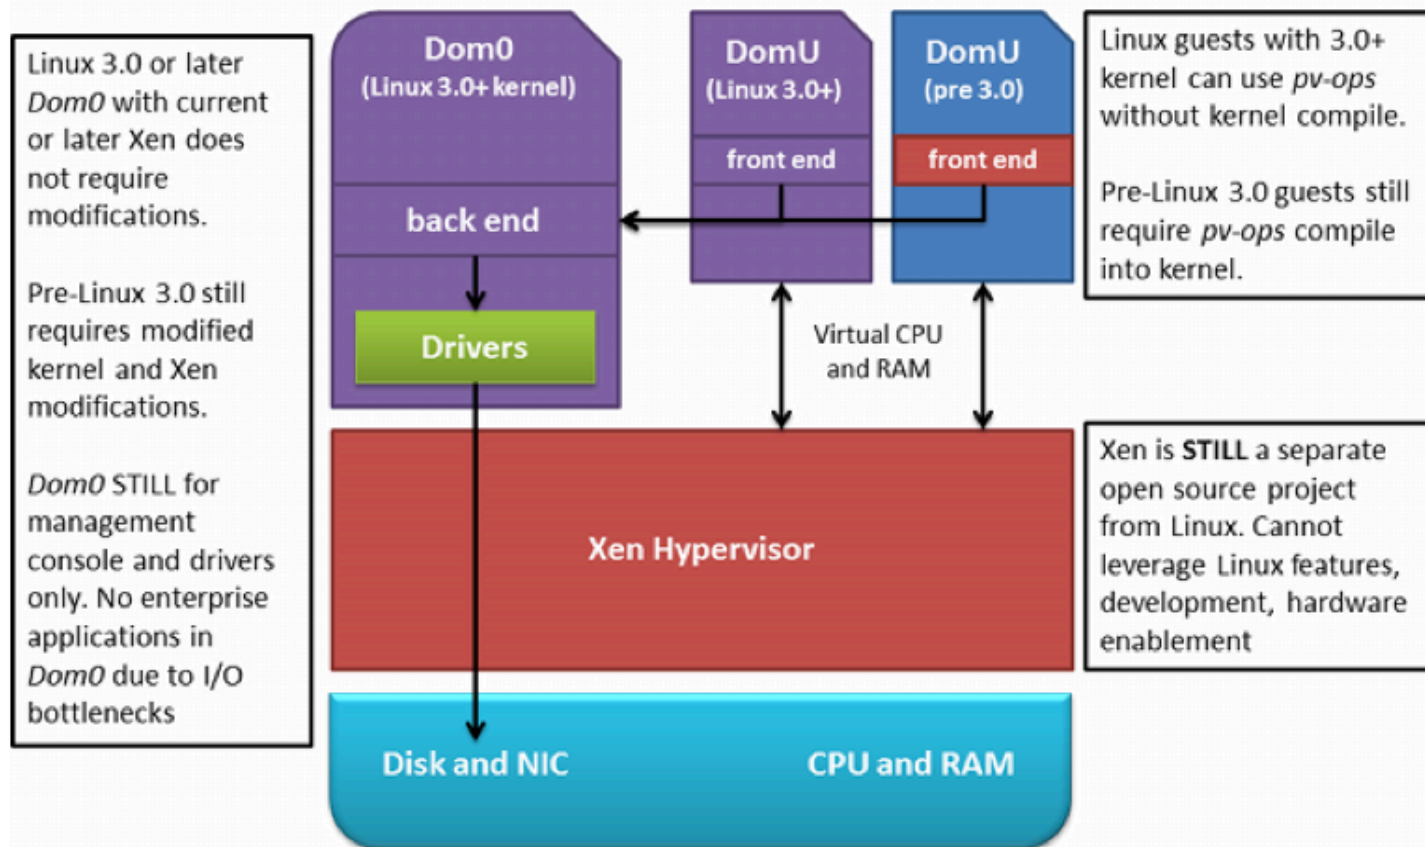 Linux 3.0 or later
Dom0 with current
or later Xen does
not require
modifications.
Pre-Linux 3.0 still
requires modified
kernel and Xen
modifications.
Dom0 STILL for
management
console and drivers
only. No enterprise
applications in
Dom0 due to I/O
bottlenecks
Dom0
(Linux 3.0+ kernel)
back end
Drivers
DomU
(Linux 3.0+)
front end
DomU
(pre 3.0)
front end
Virtual CPU
and RAM
Linux guests with 3.0+
kernel can use pv-ops
without kernel compile.
Pre-Linux 3.0 guests still
require pv-ops compile
into kernel.
Xen Hypervisor
Xen is STILL a separate
open source project
from Linux. Cannot
leverage Linux features,
development, hardware
enablement
Disk and NIC
CPU and RAM